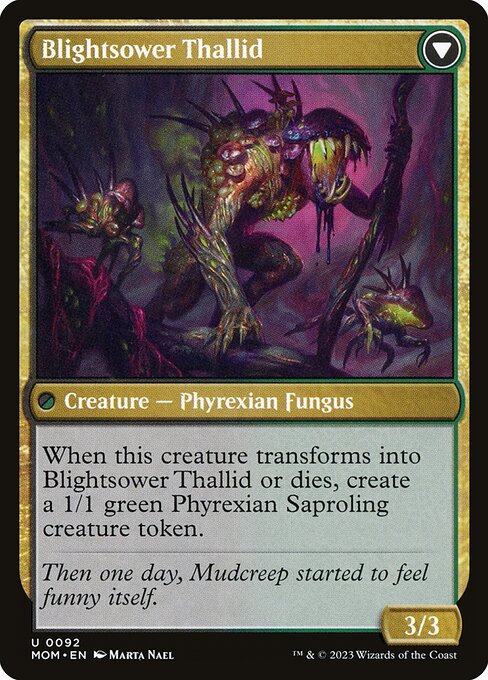 Blightsower Thallid
Creature — Phyrexian Fungus
When this creature transforms into
Blightsower Thallid or dies, create
a 1/1 green Phyrexian Saproling
creature token.
Then one day, Mudcreep started to feel
funny itself.
3/3
U 0092
MOM • EN Marta Nael
™ & © 2023 Wizards of the Coast